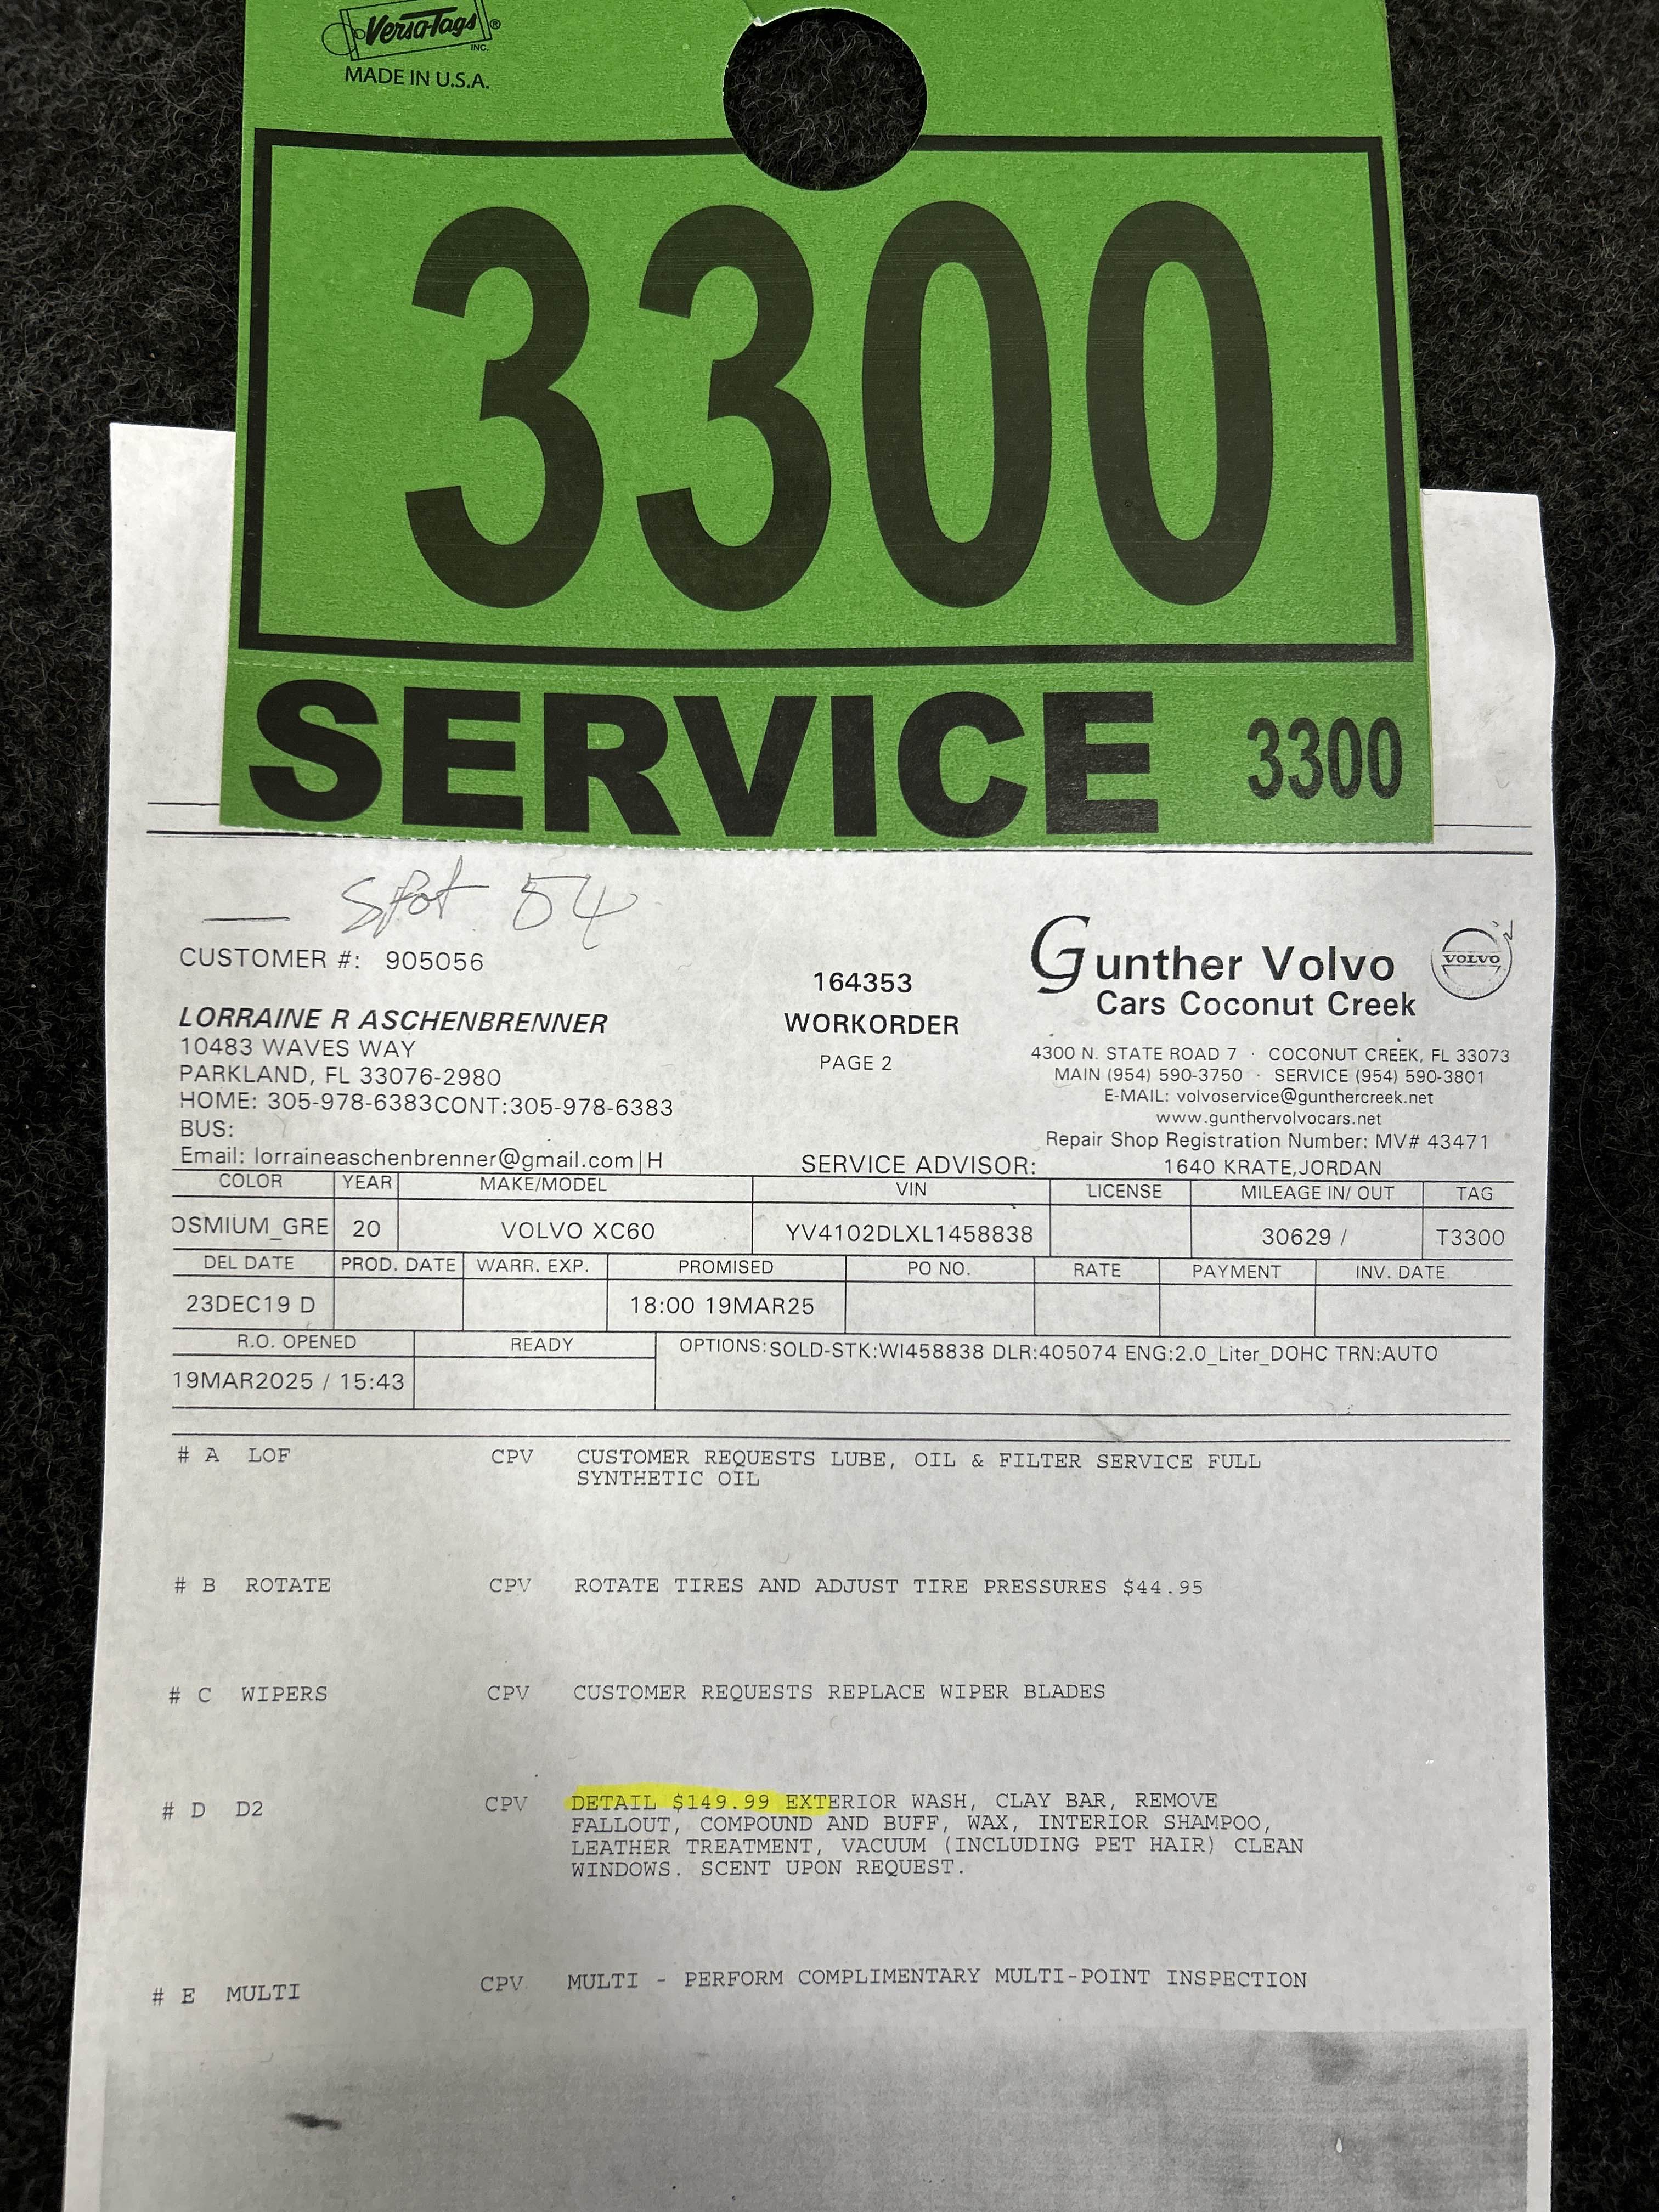 Versa-Tags®
INC.
MADE IN U.S.A.
3300
SERVICE 3300
Spot 54
CUSTOMER #: 905056
LORRAINE R ASCHENBRENNER
10483 WAVES WAY
PARKLAND, FL 33076-2980
HOME: 305-978-6383CONT:305-978-6383
BUS:
Email: lorraineaschenbrenner@gmail.com|H
164353
WORKORDER
PAGE 2
Gunther Volvo
Cars Coconut Creek
VOLVO
4300 N. STATE ROAD 7 · COCONUT CREEK, FL 33073
MAIN (954) 590-3750 · SERVICE (954) 590-3801
E-MAIL: volvoservice@gunthercreek.net
www.gunthervolvocars.net
Repair Shop Registration Number: MV# 43471
SERVICE ADVISOR: 1640 KRATE,JORDAN
COLOR YEAR MAKE/MODEL VIN LICENSE MILEAGE IN/ OUT TAG
OSMIUM_GRE 20 VOLVO XC60 YV4102DLXL1458838 30629 / T3300
DEL DATE PROD. DATE WARR. EXP. PROMISED PO NO. RATE PAYMENT INV. DATE
23DEC19 D 18:00 19MAR25
R.O. OPENED READY OPTIONS:SOLD-STK:WI458838 DLR:405074 ENG:2.0_Liter_DOHC TRN:AUTO
19MAR2025 / 15:43
# A LOF CPV CUSTOMER REQUESTS LUBE, OIL & FILTER SERVICE FULL
SYNTHETIC OIL
# B ROTATE CPV ROTATE TIRES AND ADJUST TIRE PRESSURES $44.95
# C WIPERS CPV CUSTOMER REQUESTS REPLACE WIPER BLADES
# D D2 CPV DETAIL $149.99 EXTERIOR WASH, CLAY BAR, REMOVE
FALLOUT, COMPOUND AND BUFF, WAX, INTERIOR SHAMPOO,
LEATHER TREATMENT, VACUUM (INCLUDING PET HAIR) CLEAN
WINDOWS. SCENT UPON REQUEST.
# E MULTI CPV MULTI - PERFORM COMPLIMENTARY MULTI-POINT INSPECTION